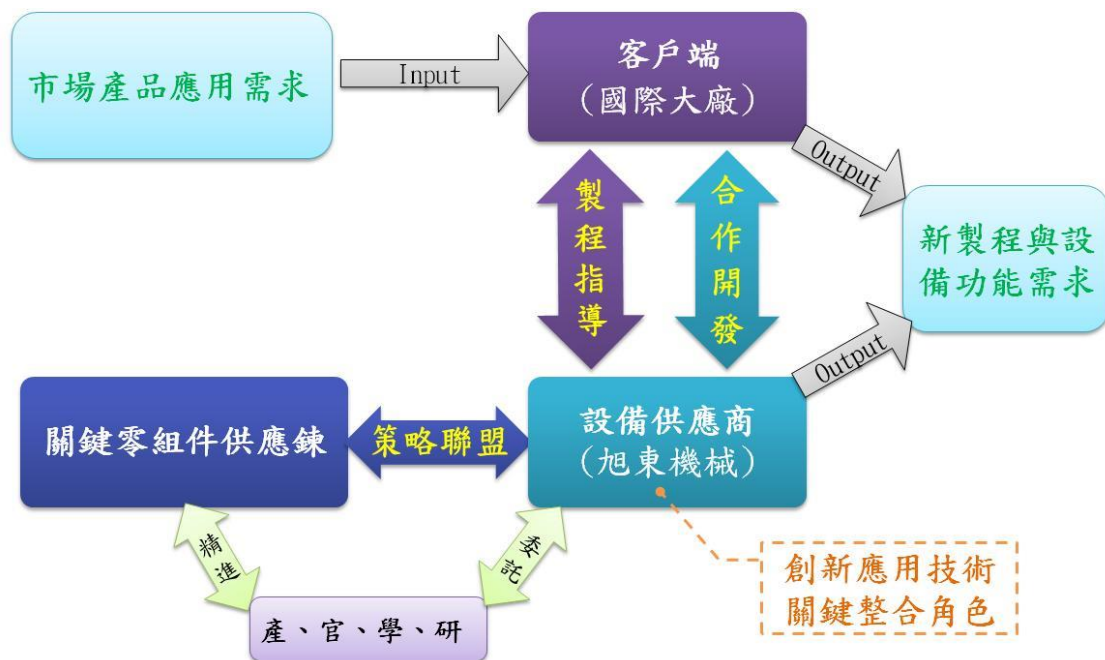 市場產品應用需求
Input
客戶端
(國際大廠)
Output
製程指導
合作開發
新製程與設
備功能需求
Output
關鍵零組件供應鍊
策略聯盟
設備供應商
(旭東機械)
精進
委託
產、官、學、研
創新應用技術
關鍵整合角色